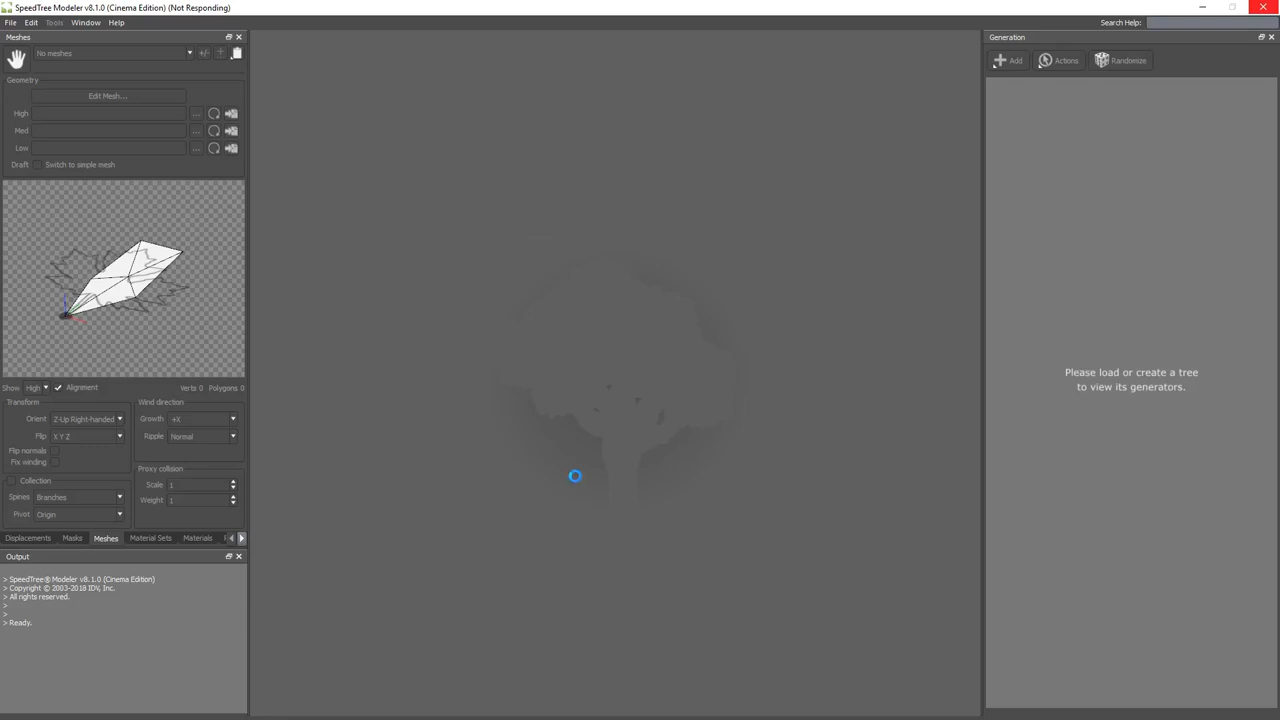 SpeedTree Modeler v8.1.0 (Cinema Edition) (Not Responding)
File Edit Tools Window Help
Search Help:
Meshes
No meshes
+/-
Geometry
Edit Mesh...
High
...
Med
...
Low
...
Draft Switch to simple mesh
Show High Alignment Verts 0 Polygons 0
Transform
Orient Z-Up Right-handed
Flip X Y Z
Flip normals
Fix winding
Wind direction
Growth +X
Ripple Normal
Proxy collision
Scale 1
Weight 1
Collection
Spines Branches
Pivot Origin
Displacements Masks Meshes Material Sets Materials
Output
> SpeedTree® Modeler v8.1.0 (Cinema Edition)
> Copyright © 2003-2018 IDV, Inc.
> All rights reserved.
>
>
> Ready.
Generation
Add Actions Randomize
Please load or create a tree
to view its generators.